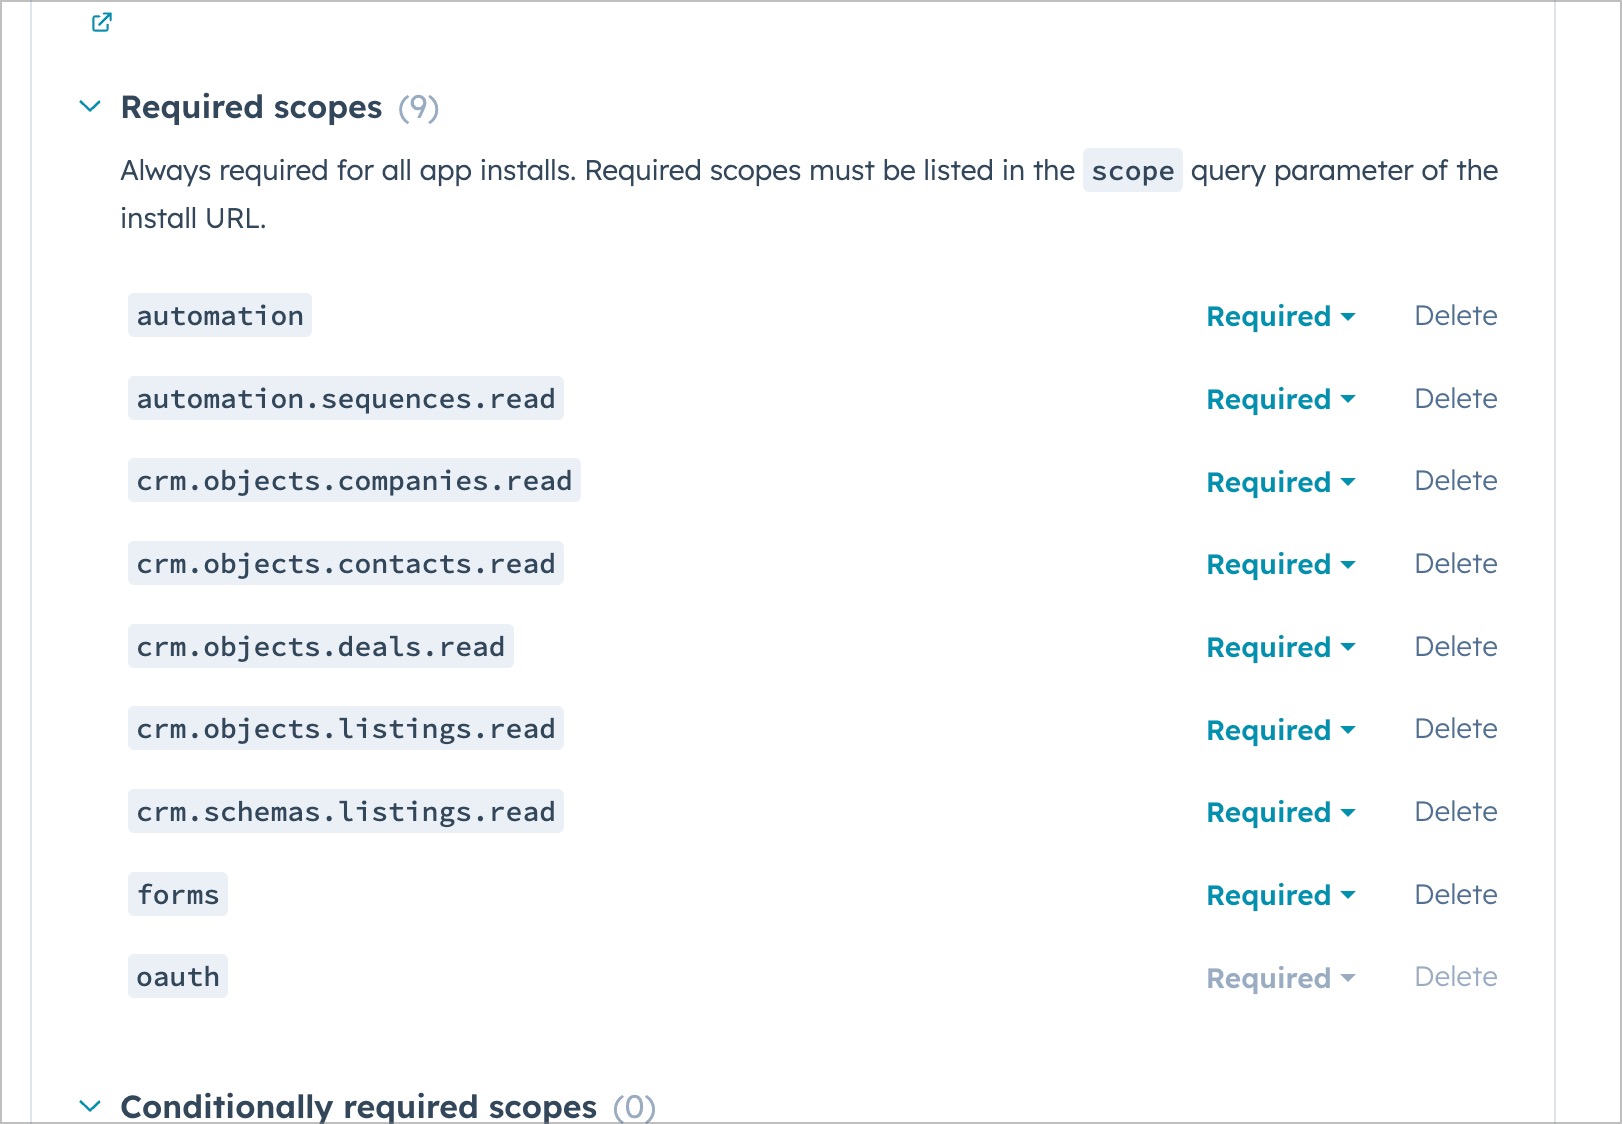 Required scopes (9)
Always required for all app installs. Required scopes must be listed in the scope query parameter of the
install URL.
automation Required Delete
automation.sequences.read Required Delete
crm.objects.companies.read Required Delete
crm.objects.contacts.read Required Delete
crm.objects.deals.read Required Delete
crm.objects.listings.read Required Delete
crm.schemas.listings.read Required Delete
forms Required Delete
oauth Required Delete
Conditionally required scopes (0)